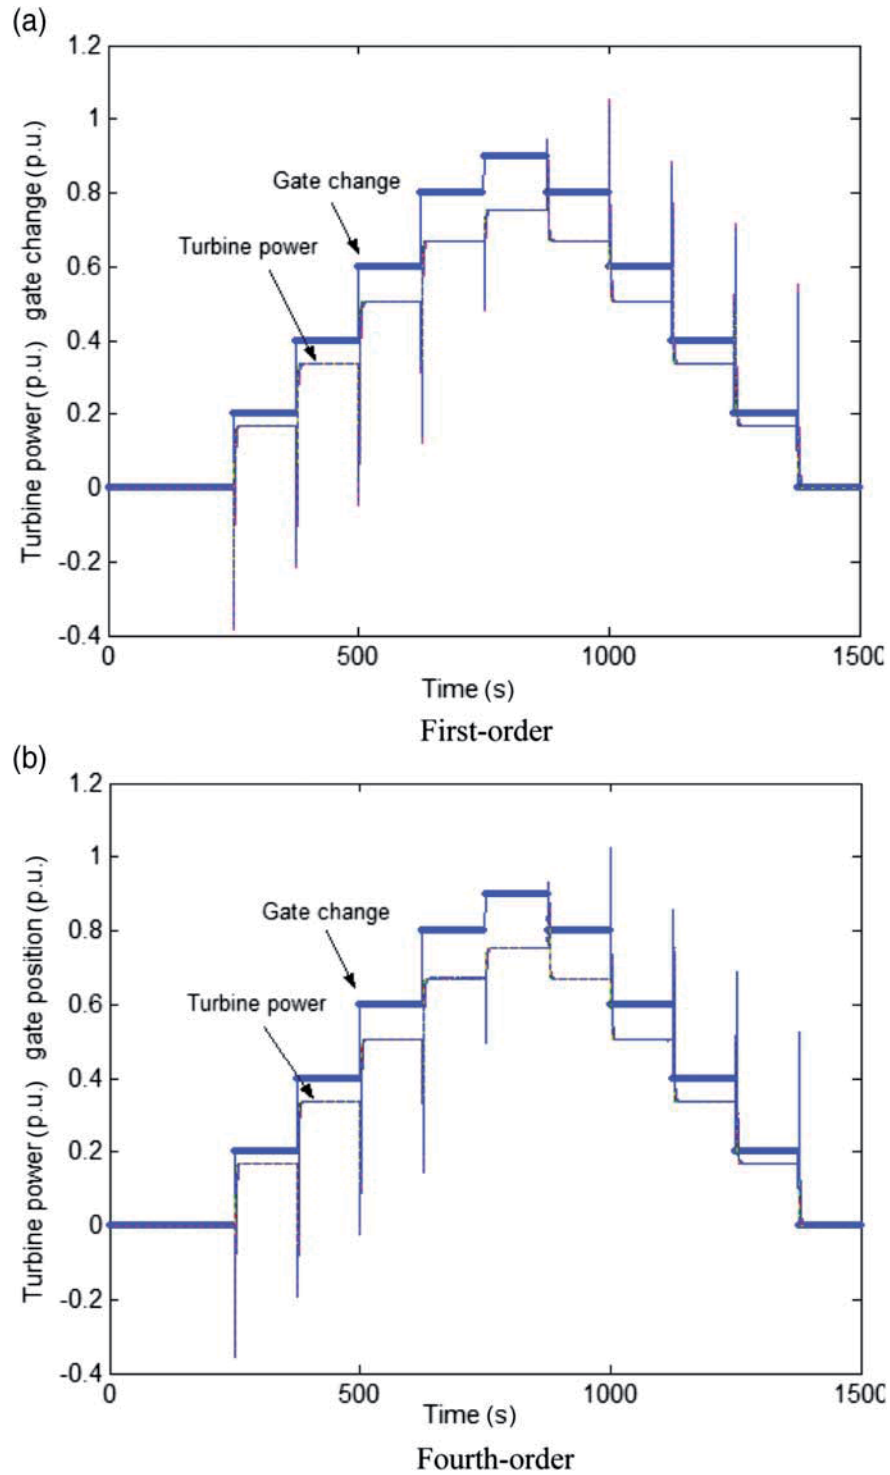 (a)
1.2
1
0.8
0.6
0.4
0.2
0
-0.2
-0.4
Turbine power (p.u.) gate change (p.u.)
Gate change
Turbine power
0 500 1000 1500
Time (s)
First-order
(b)
1.2
1
0.8
0.6
0.4
0.2
0
-0.2
-0.4
Turbine power (p.u.) gate position (p.u.)
Gate change
Turbine power
0 500 1000 1500
Time (s)
Fourth-order